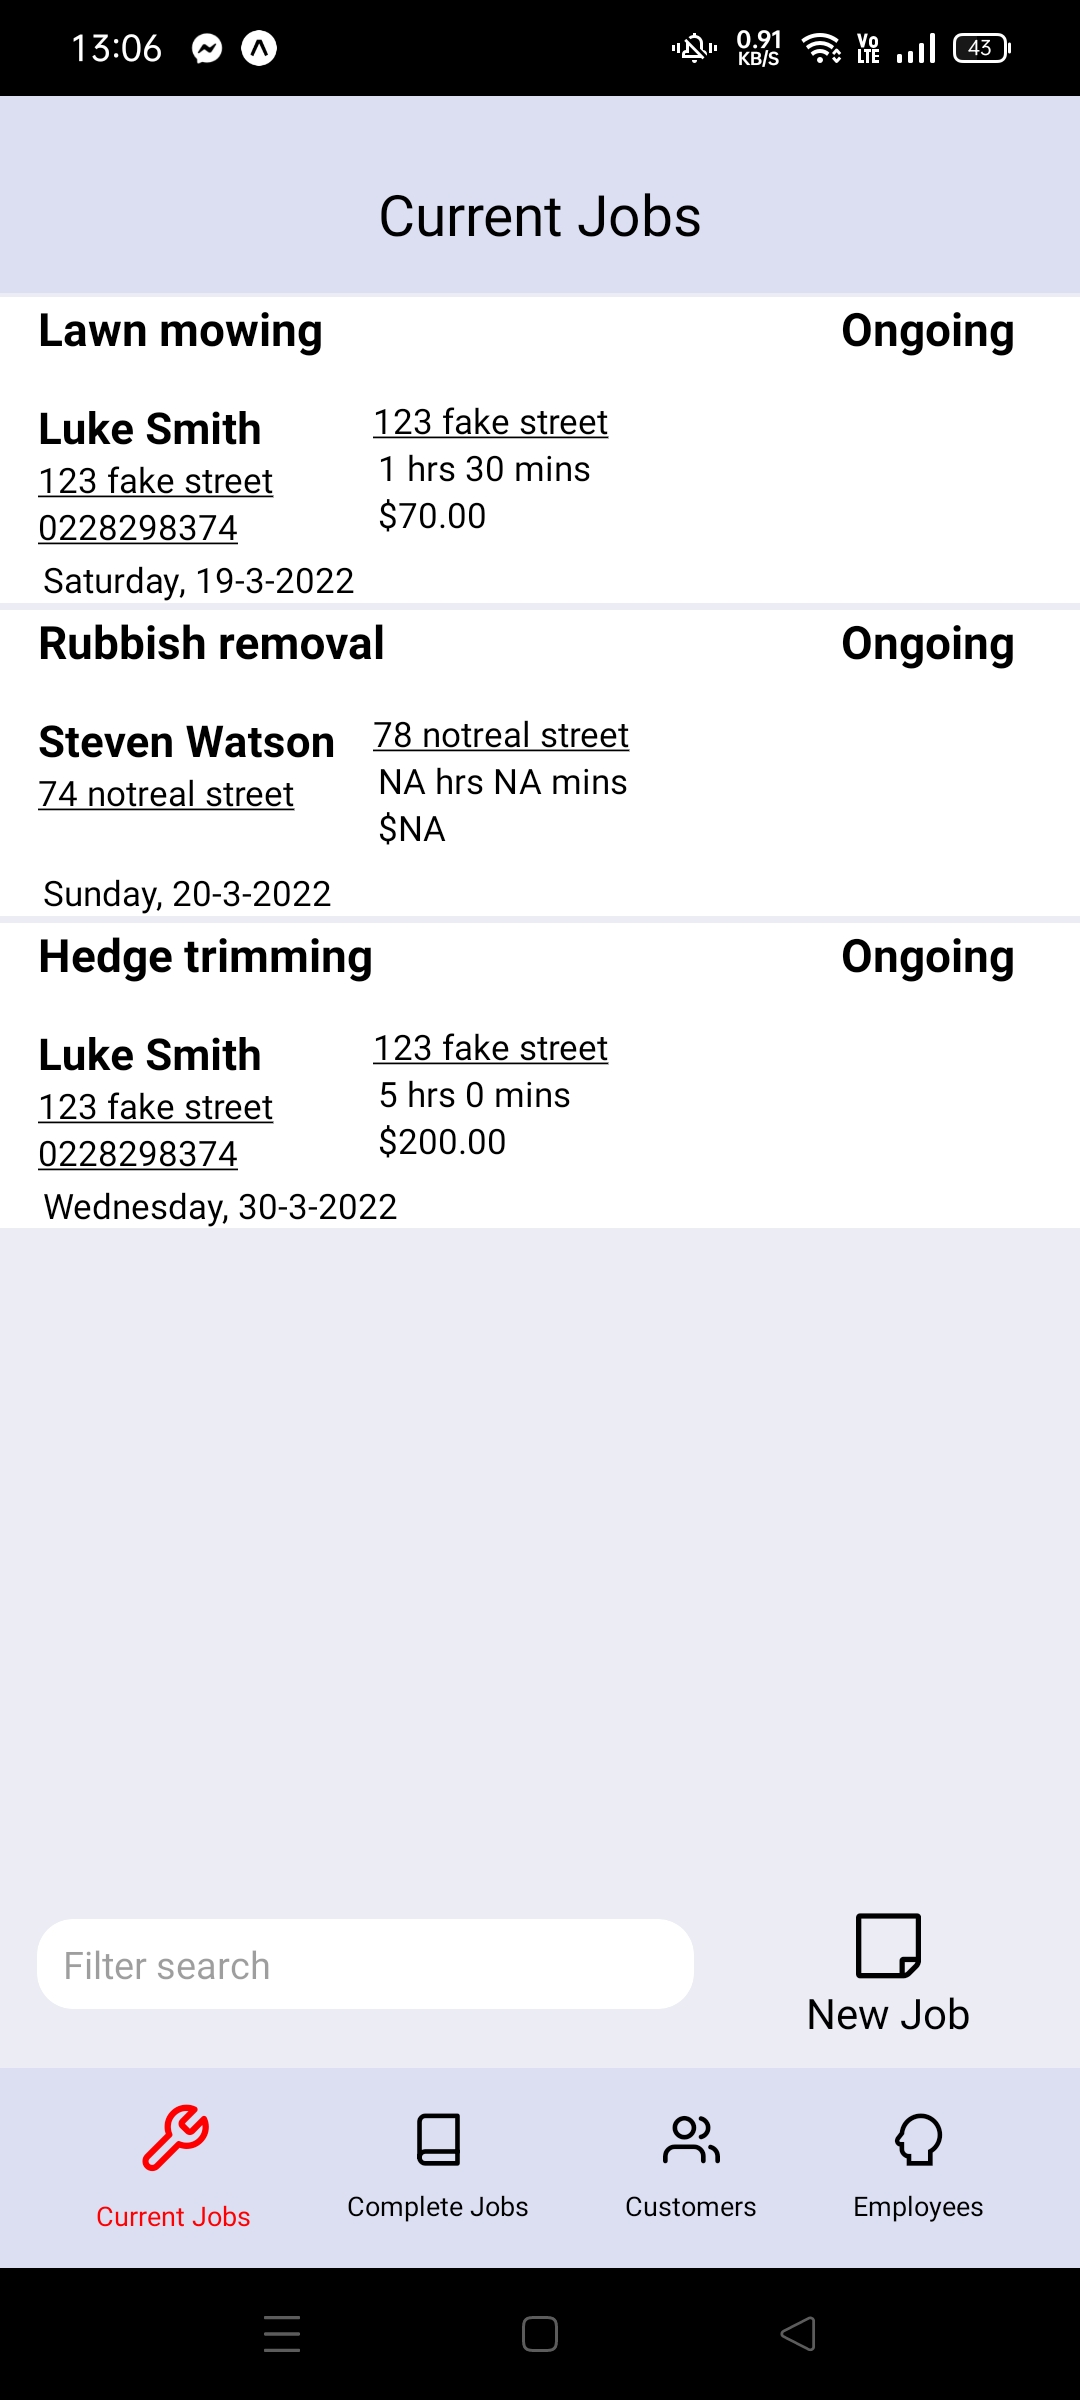 13:06
0.91 KB/S
Vo LTE
43
Current Jobs
Lawn mowing Ongoing
Luke Smith
123 fake street
0228298374
123 fake street
1 hrs 30 mins
$70.00
Saturday, 19-3-2022
Rubbish removal Ongoing
Steven Watson
74 notreal street
78 notreal street
NA hrs NA mins
$NA
Sunday, 20-3-2022
Hedge trimming Ongoing
Luke Smith
123 fake street
0228298374
123 fake street
5 hrs 0 mins
$200.00
Wednesday, 30-3-2022
Filter search
New Job
Current Jobs
Complete Jobs
Customers
Employees